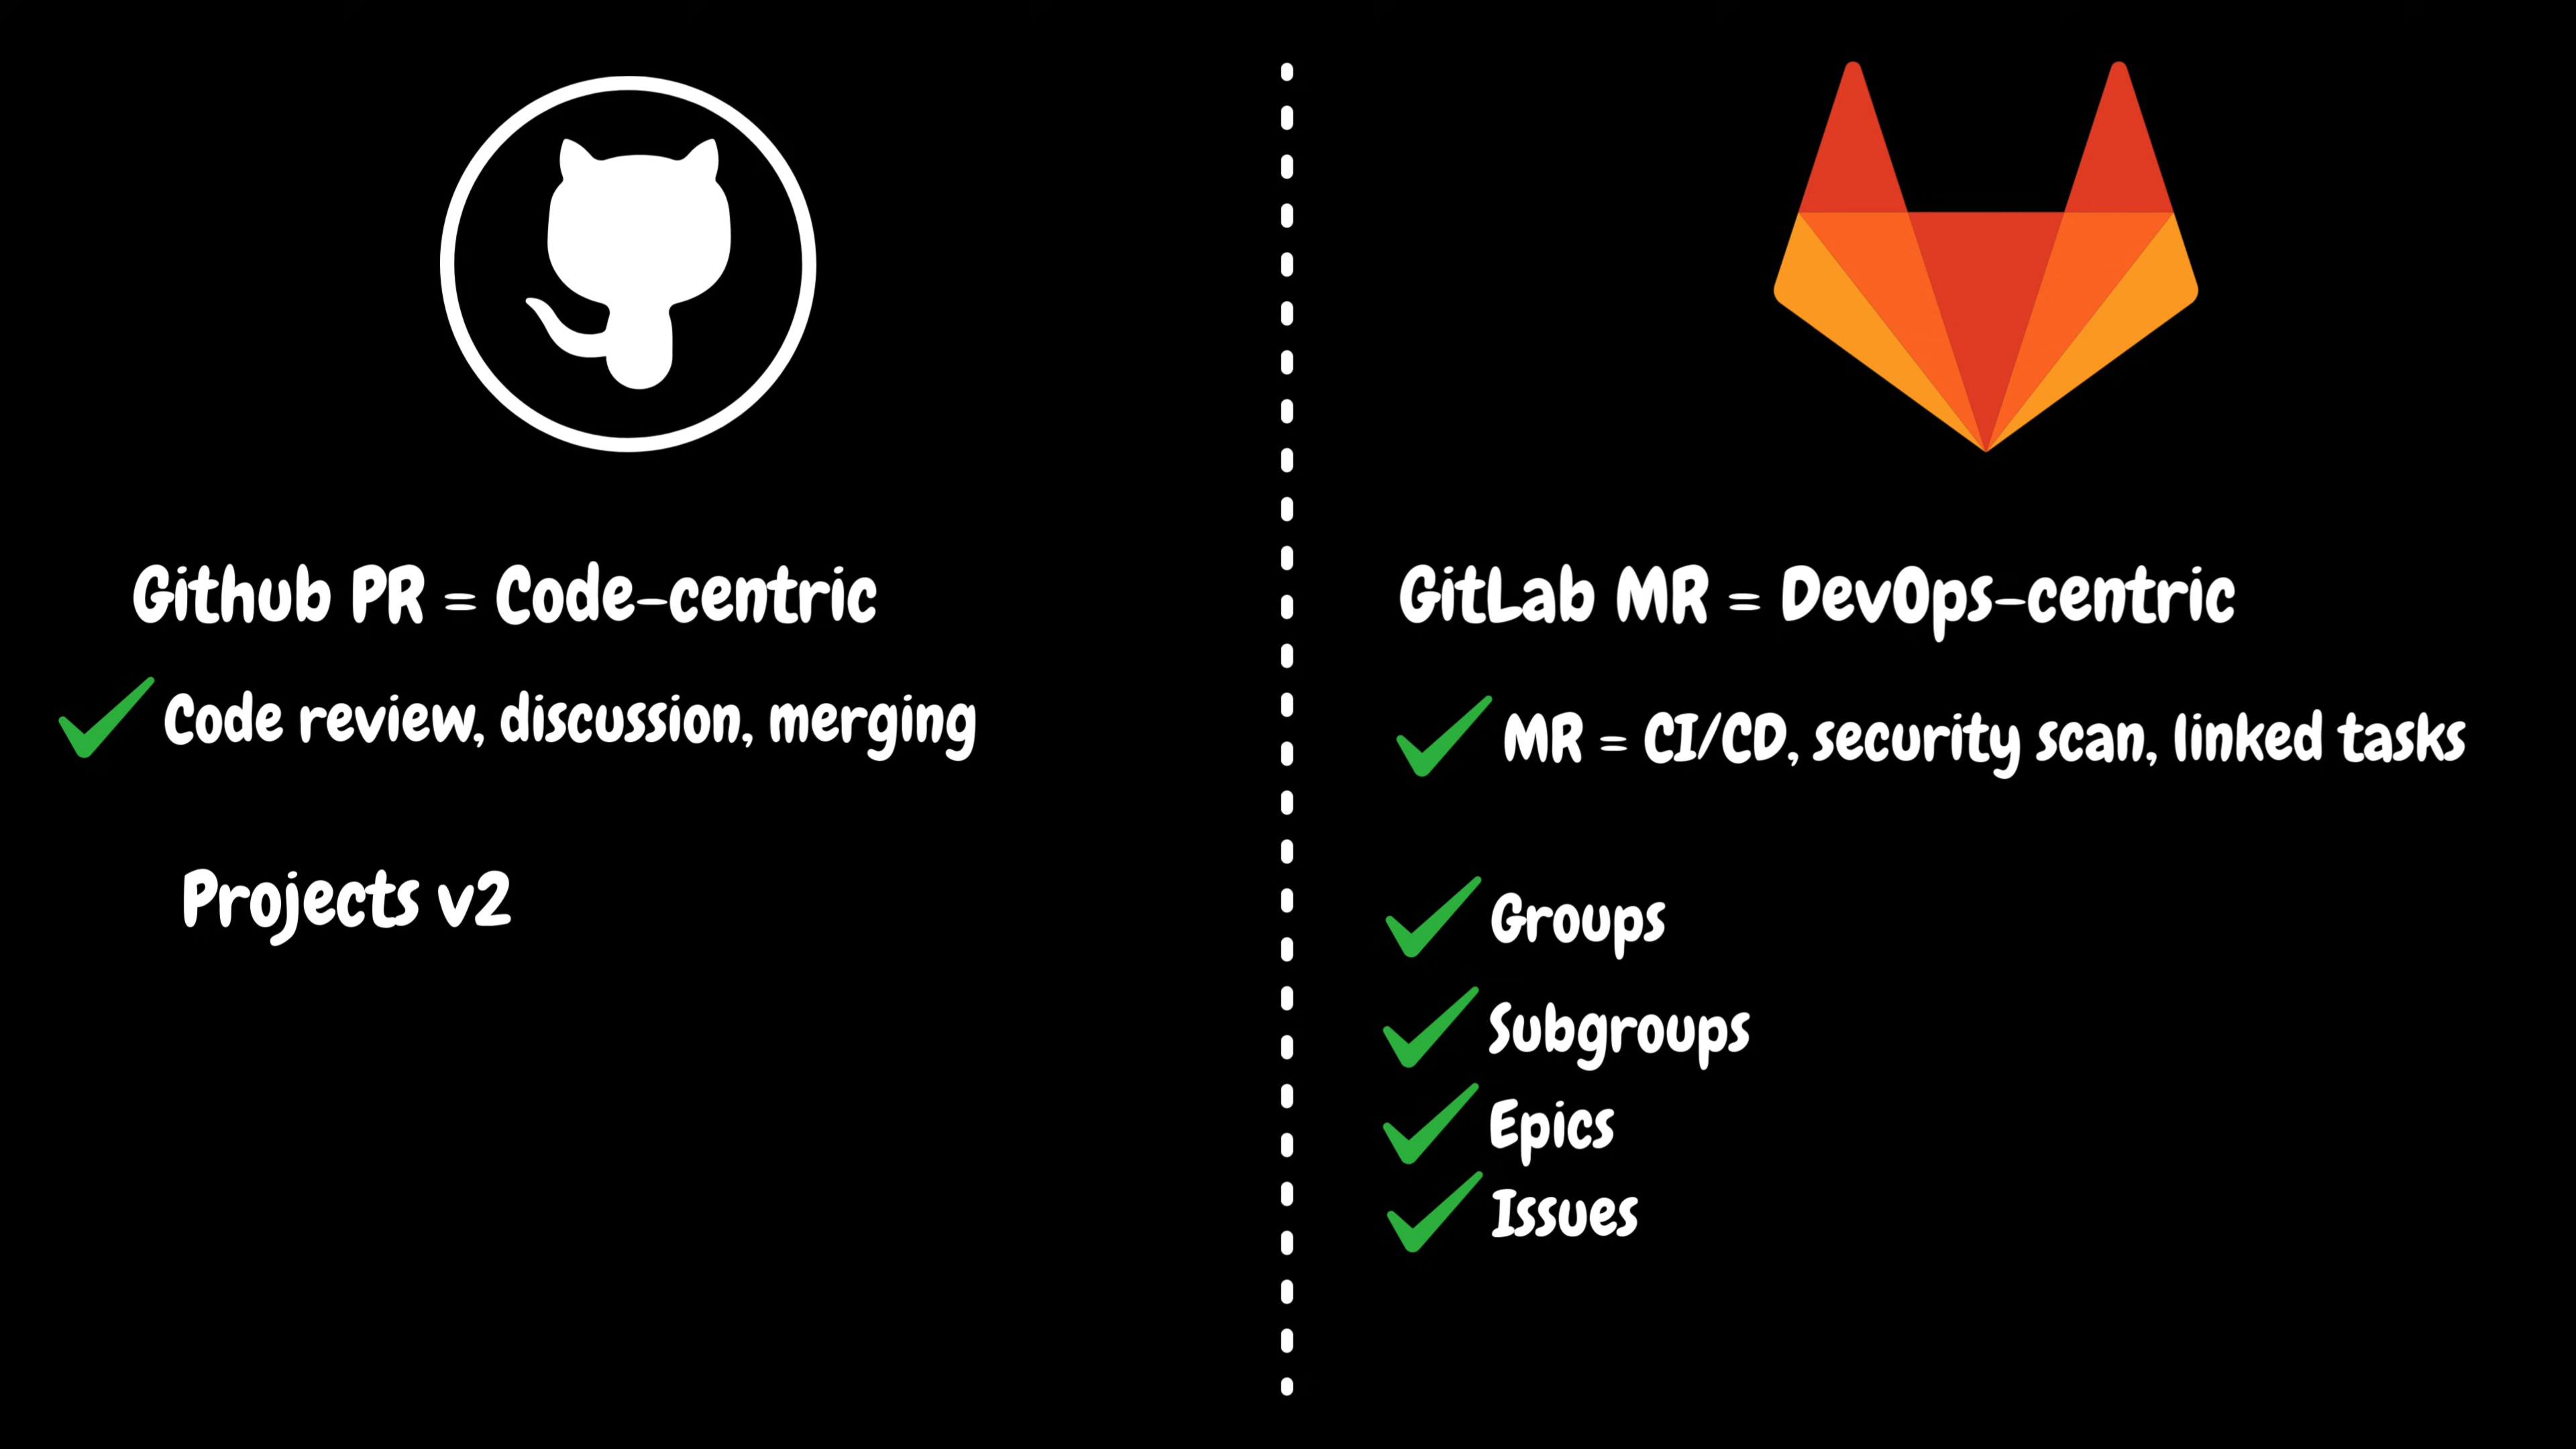 Github PR = Code-centric
Code review, discussion, merging
Projects v2
GitLab MR = DevOps-centric
MR = CI/CD, security scan, linked tasks
Groups
Subgroups
Epics
Issues